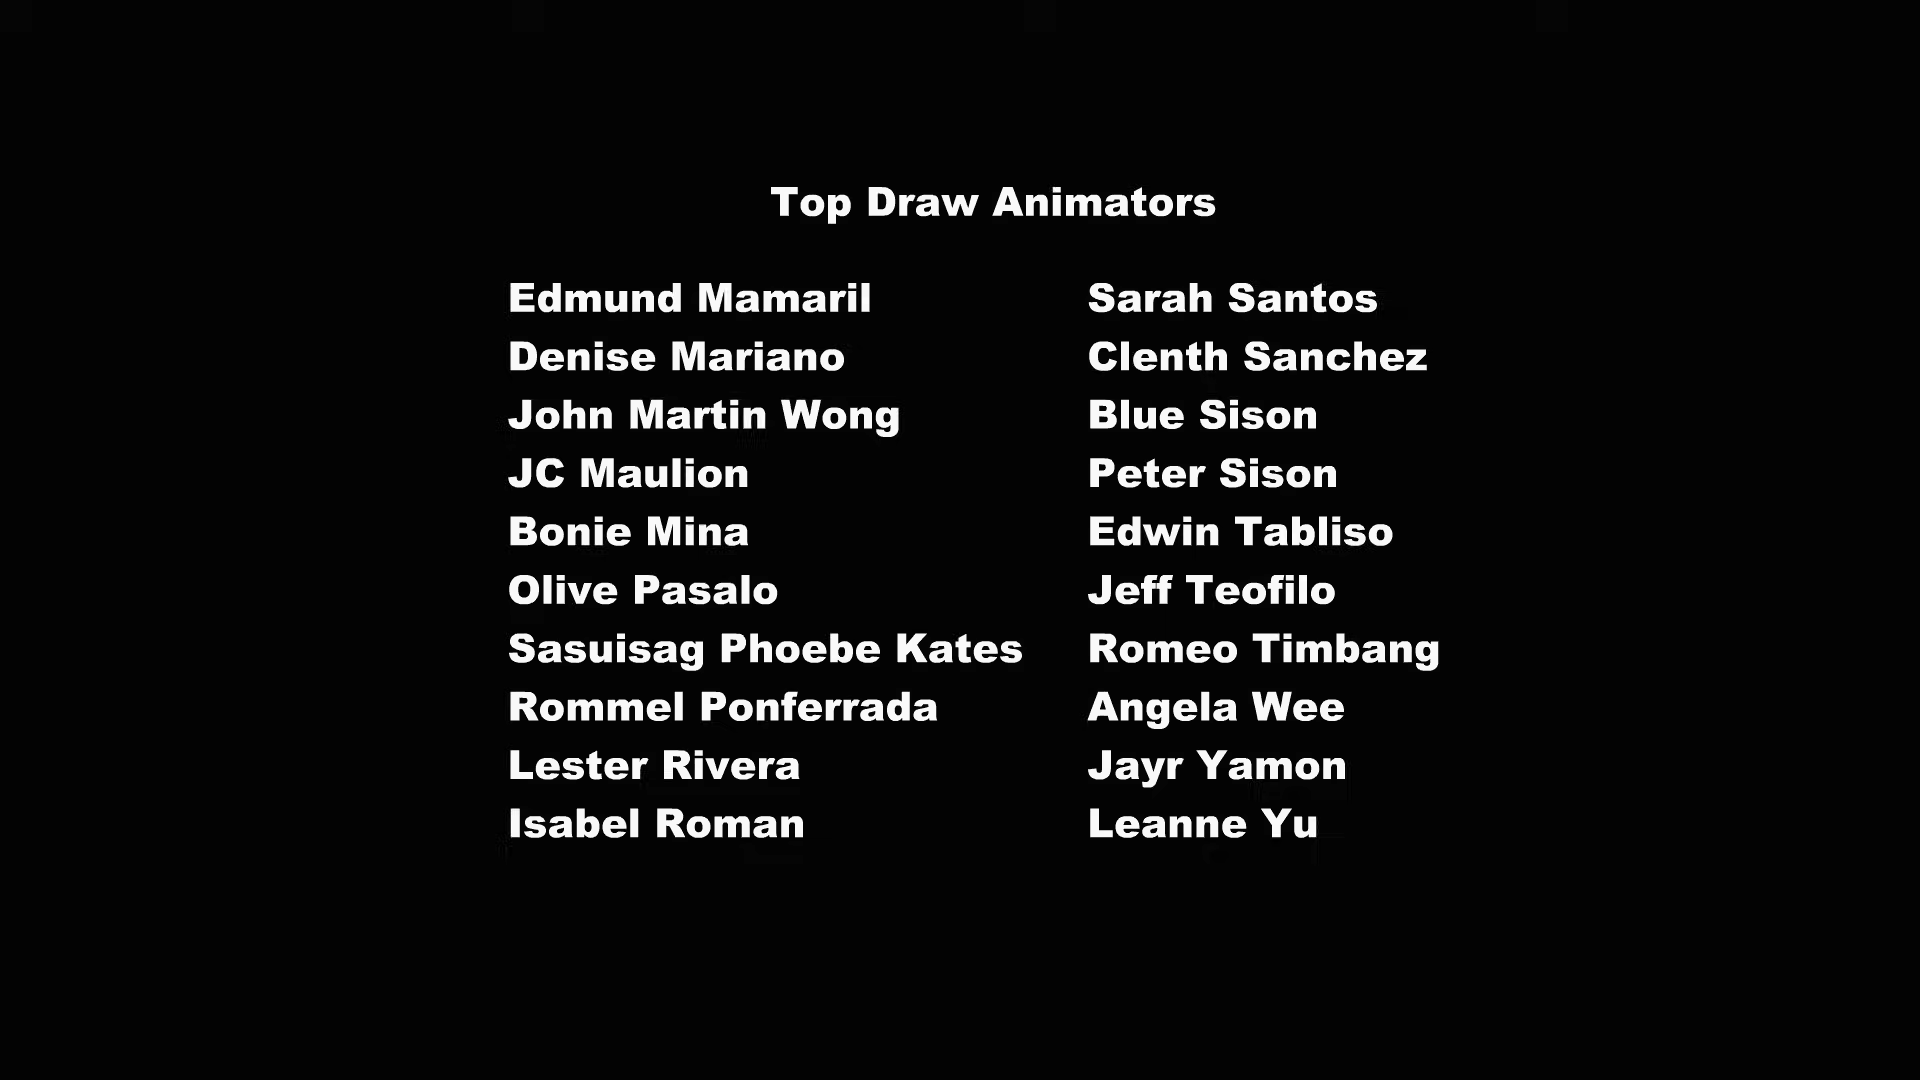 Top Draw Animators
Edmund Mamaril
Denise Mariano
John Martin Wong
JC Maulion
Bonie Mina
Olive Pasalo
Sasuisag Phoebe Kates
Rommel Ponferrada
Lester Rivera
Isabel Roman
Sarah Santos
Clenth Sanchez
Blue Sison
Peter Sison
Edwin Tabliso
Jeff Teofilo
Romeo Timbang
Angela Wee
Jayr Yamon
Leanne Yu